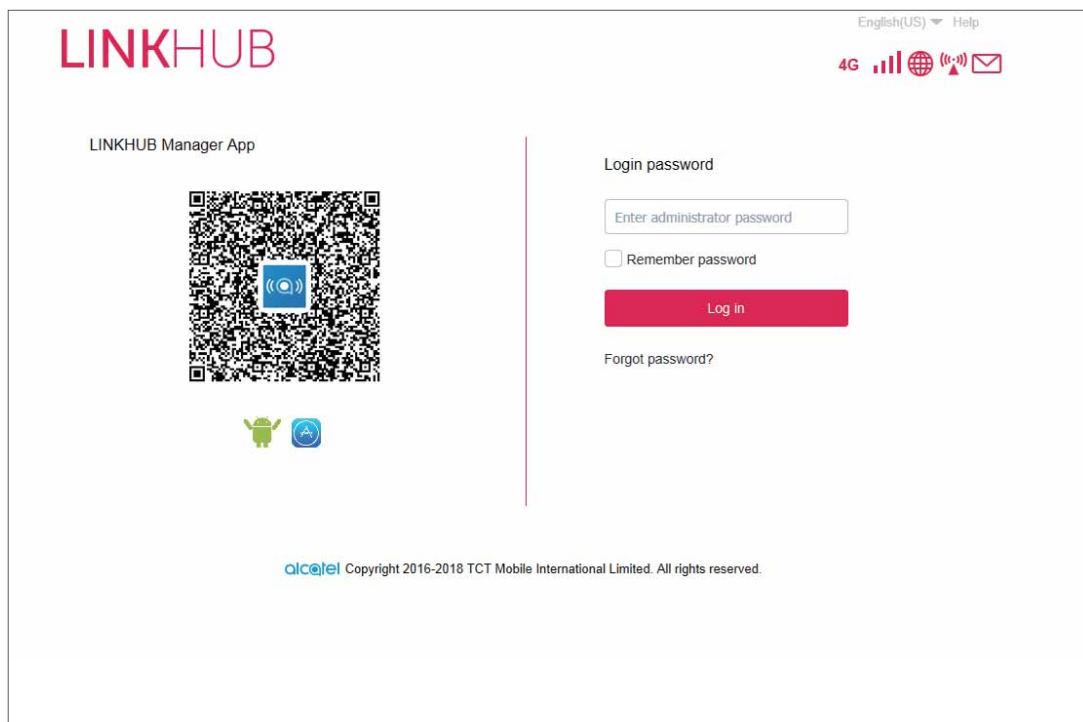 English(US) Help
LINKHUB
4G
LINKHUB Manager App
Login password
Enter administrator password
Remember password
Log in
Forgot password?
alcatel Copyright 2016-2018 TCT Mobile International Limited. All rights reserved.